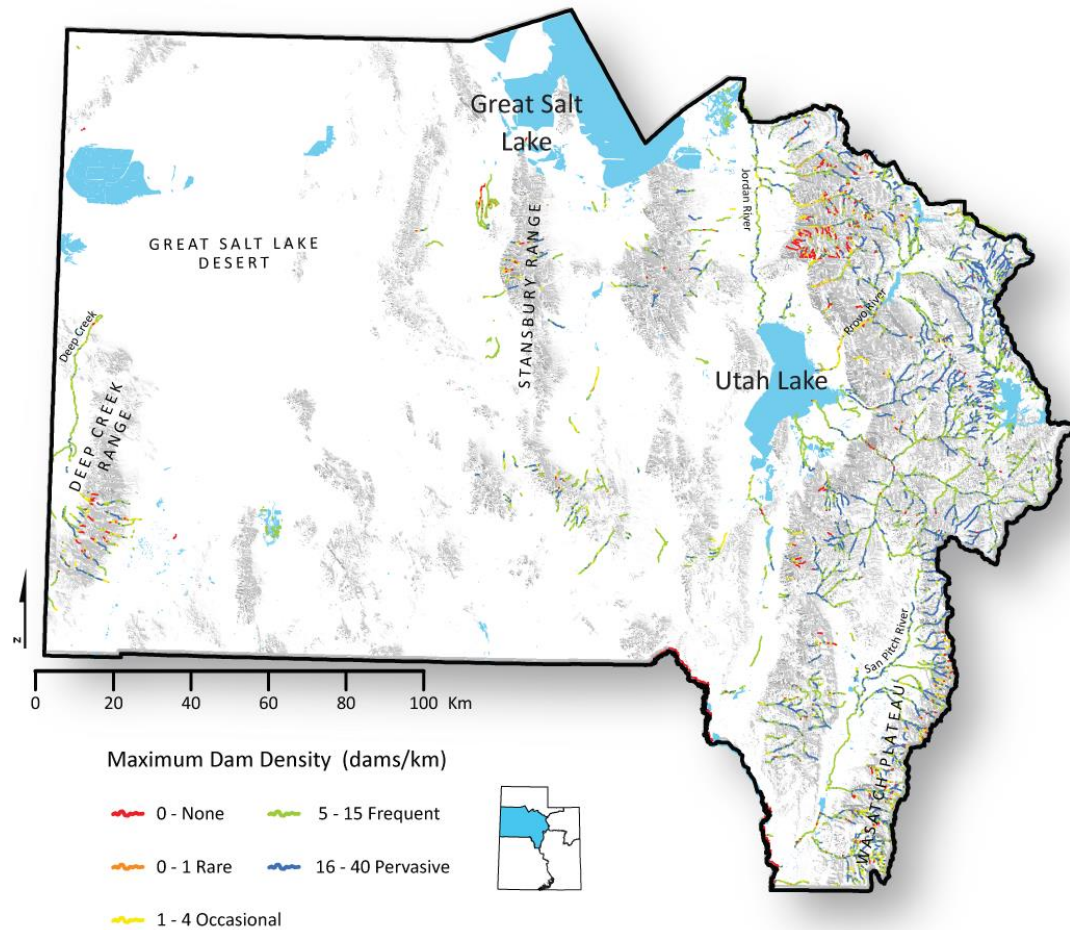 Great Salt
Lake
Jordan River
GREAT SALT LAKE
DESERT
STANSBURY RANGE
Provo River
Deep Creek
Utah Lake
DEEP CREEK
RANGE
San Pitch River
WASATCH PLATEAU
z
0 20 40 60 80 100 Km
Maximum Dam Density (dams/km)
0 - None
5 - 15 Frequent
0 - 1 Rare
16 - 40 Pervasive
1 - 4 Occasional